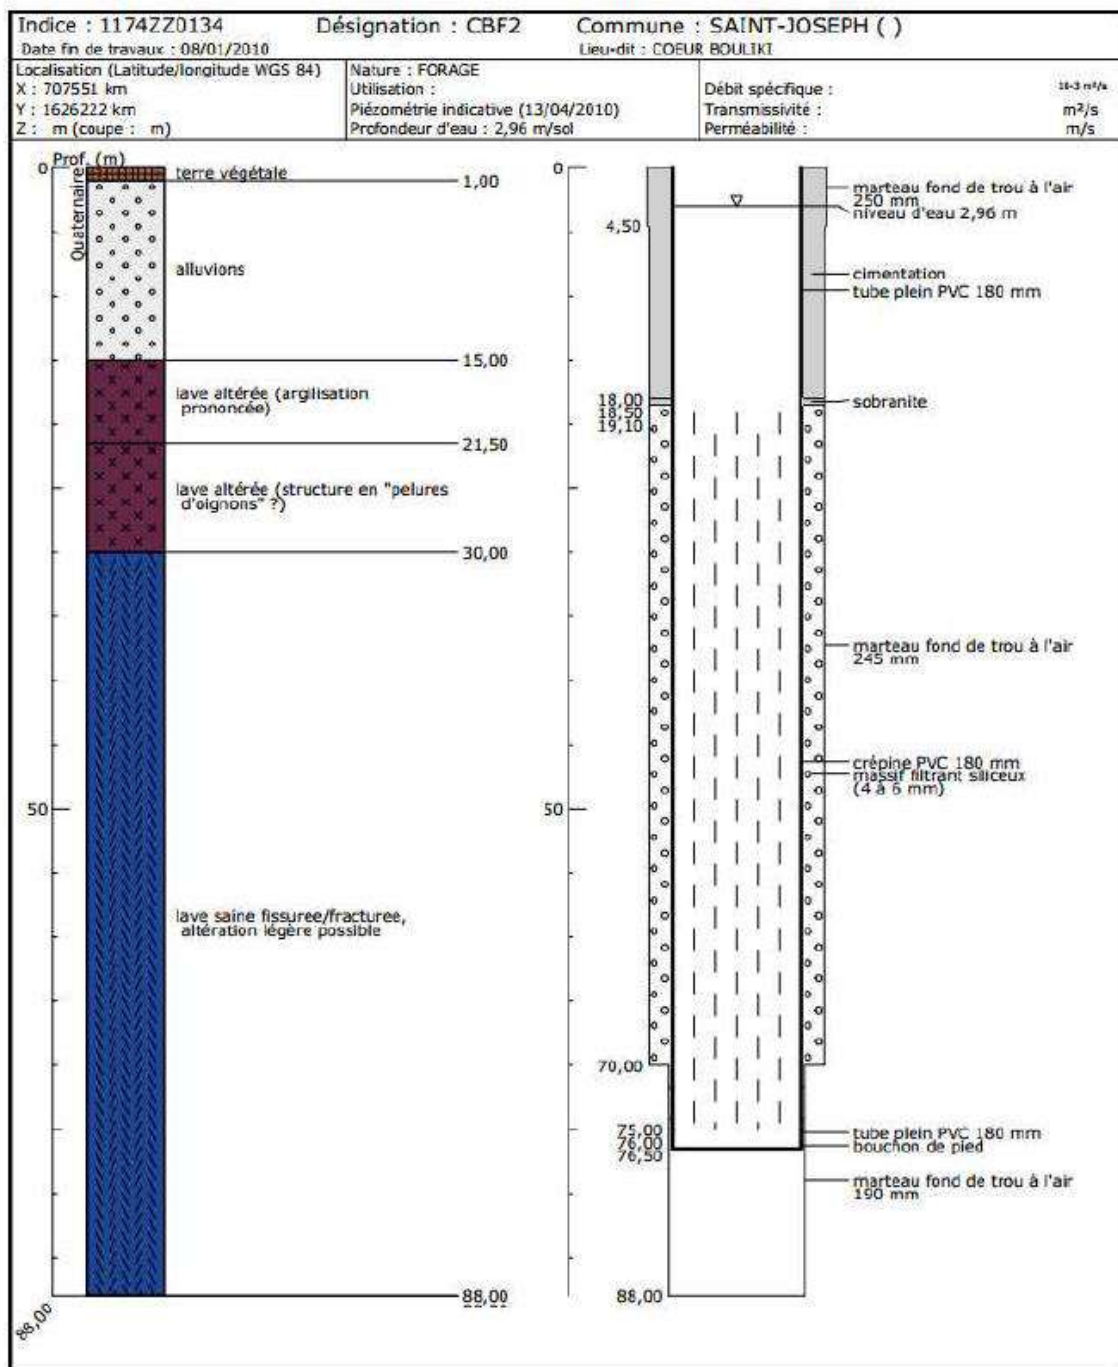 Indice : 1174ZZ0134 Désignation : CBF2 Commune : SAINT-JOSEPH ( )
Date fin de travaux : 08/01/2010 Lieu-dit : COEUR BOULIKI
Localisation (Latitude/longitude WGS 84)
X : 707551 km
Y : 1626222 km
Z : m (coupe : m)
Nature : FORAGE
Utilisation :
Piézométrie indicative (13/04/2010)
Profondeur d'eau : 2,96 m/sol
Débit spécifique : 10-3 m²/s
Transmissivité : m²/s
Perméabilité : m/s
Prof. (m)
0
Quaternaire
terre végétale
1,00
alluvions
15,00
lave altérée (argilisation
prononcée)
21,50
lave altérée (structure en "pelures
d'oignons" ?)
30,00
50
lave saine fissuree/fracturee,
altération légère possible
88,00
88,00
0
4,50
18,00
18,50
19,10
50
70,00
75,00
76,00
76,50
88,00
marteau fond de trou à l'air
250 mm
niveau d'eau 2,96 m
cimentation
tube plein PVC 180 mm
sobranite
marteau fond de trou à l'air
245 mm
crépine PVC 180 mm
massif filtrant siliceux
(4 à 6 mm)
tube plein PVC 180 mm
bouchon de pied
marteau fond de trou à l'air
190 mm